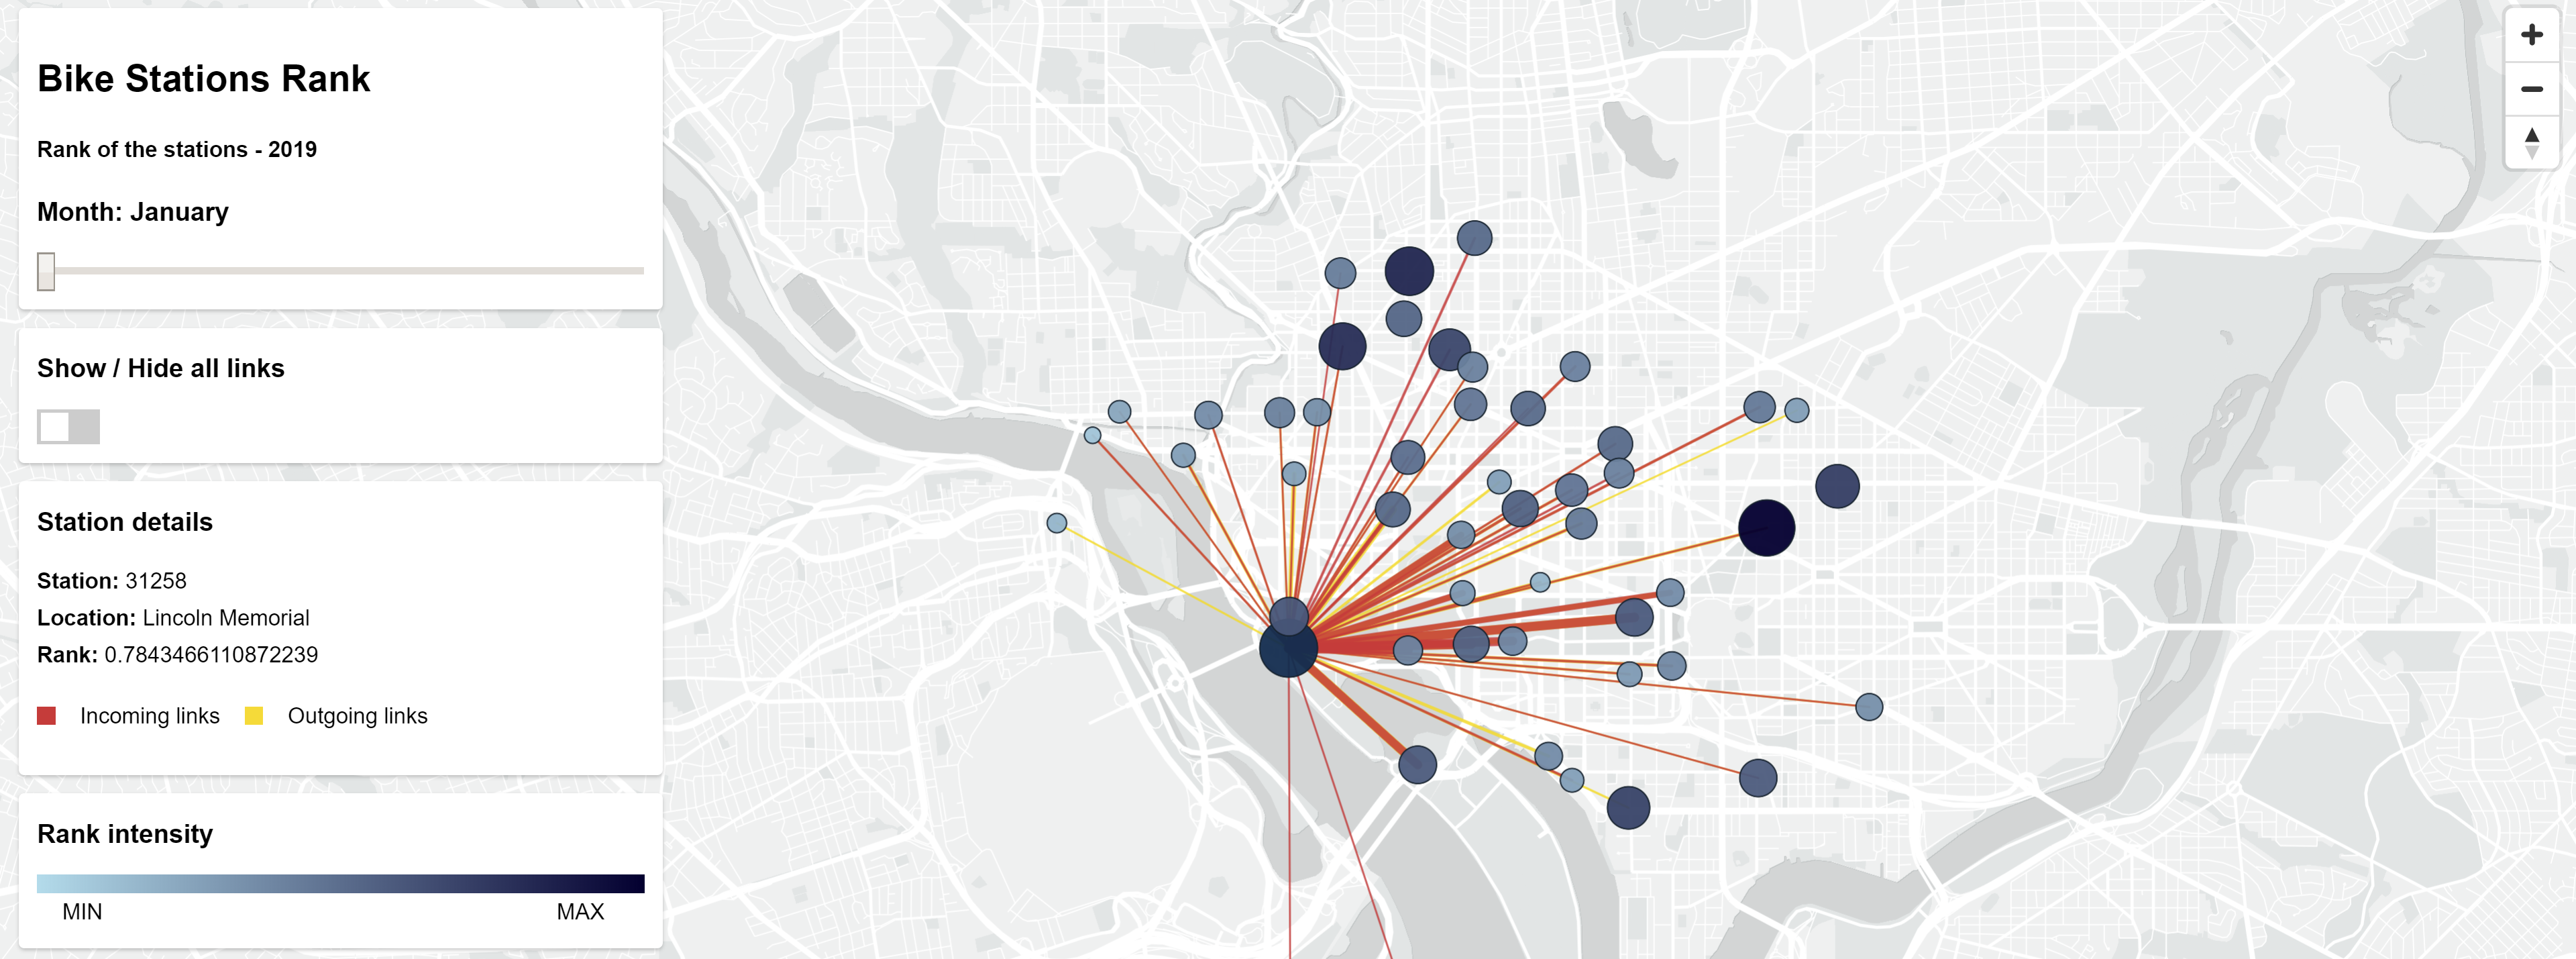 Bike Stations Rank
Rank of the stations - 2019
Month: January
Show / Hide all links
Station details
Station: 31258
Location: Lincoln Memorial
Rank: 0.7843466110872239
Incoming links Outgoing links
Rank intensity
MIN MAX